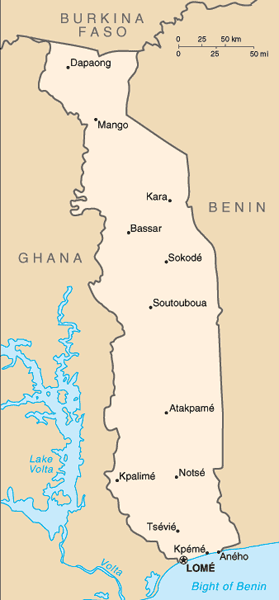 BURKINA
FASO
0 25 50 km
0 25 50 mi
Dapaong
Mango
Kara
BENIN
Bassar
GHANA
Sokodé
Soutouboua
Atakpamé
Lake
Volta
Kpalimé
Notsé
Tsévié
Kpémé
Aného
Volta
LOMÉ
Bight of Benin